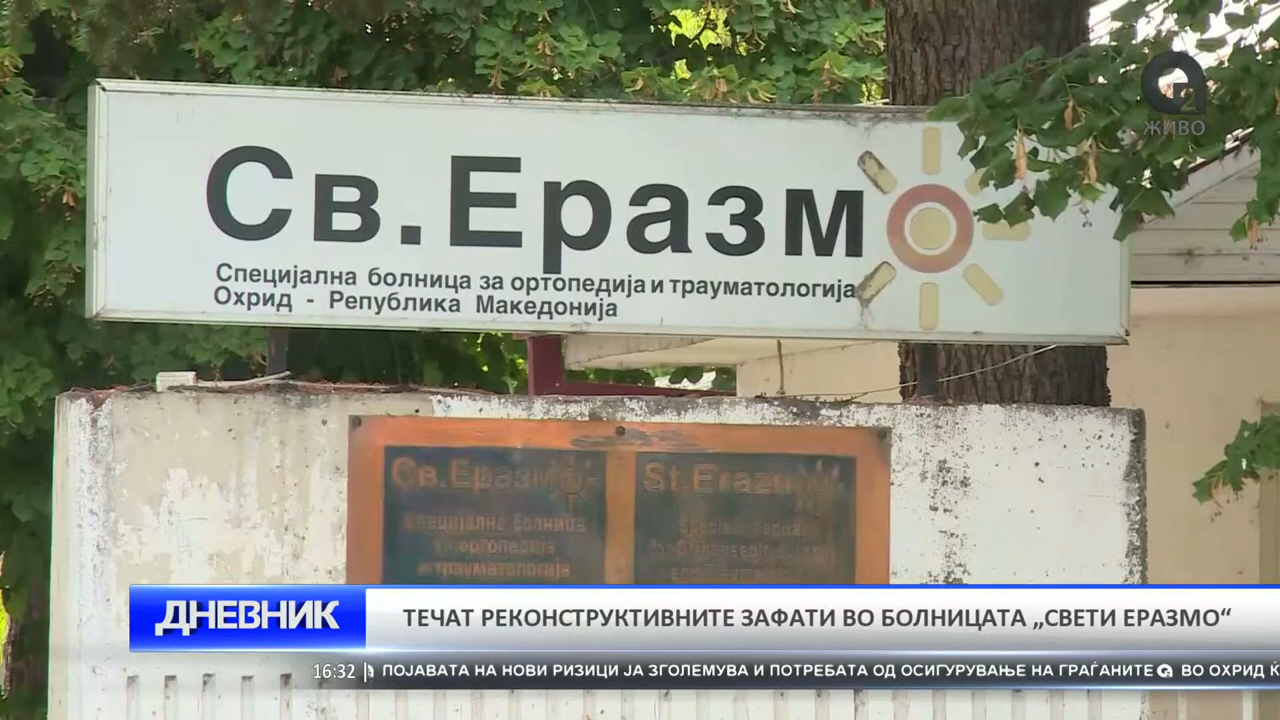 2
ЖИВО
Св. Еразмо
Специјална болница за ортопедија и трауматологија
Охрид - Република Македонија
Св.Еразмо
St.Erazmo
специјална болница
за ортопедија
и трауматологија
ДНЕВНИК
ТЕЧАТ РЕКОНСТРУКТИВНИТЕ ЗАФАТИ ВО БОЛНИЦАТА „СВЕТИ ЕРАЗМО“
16:32
ПОЈАВАТА НА НОВИ РИЗИЦИ ЈА ЗГОЛЕМУВА И ПОТРЕБАТА ОД ОСИГУРУВАЊЕ НА ГРАЃАНИТЕ ВО ОХРИД